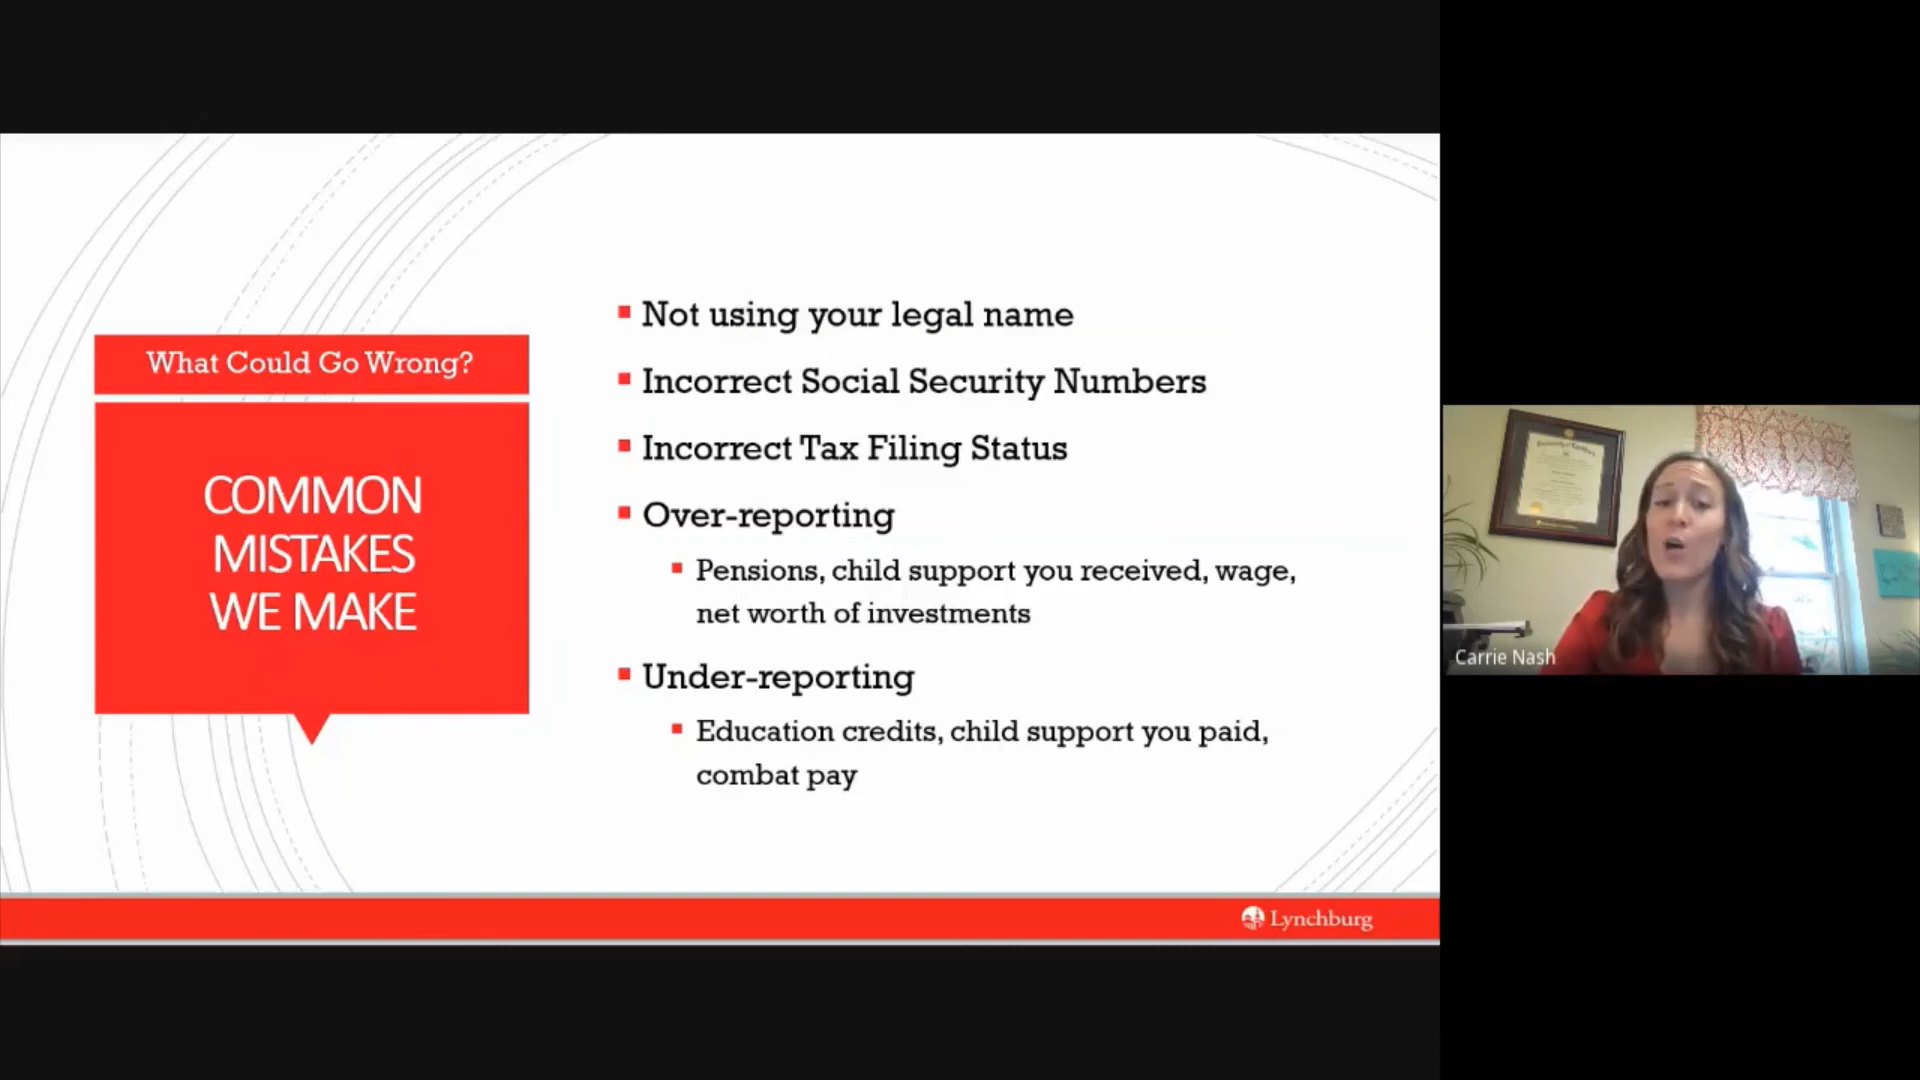 What Could Go Wrong?
COMMON
MISTAKES
WE MAKE
Not using your legal name
Incorrect Social Security Numbers
Incorrect Tax Filing Status
Over-reporting
Pensions, child support you received, wage,
net worth of investments
Under-reporting
Education credits, child support you paid,
combat pay
Lynchburg
Carrie Nash